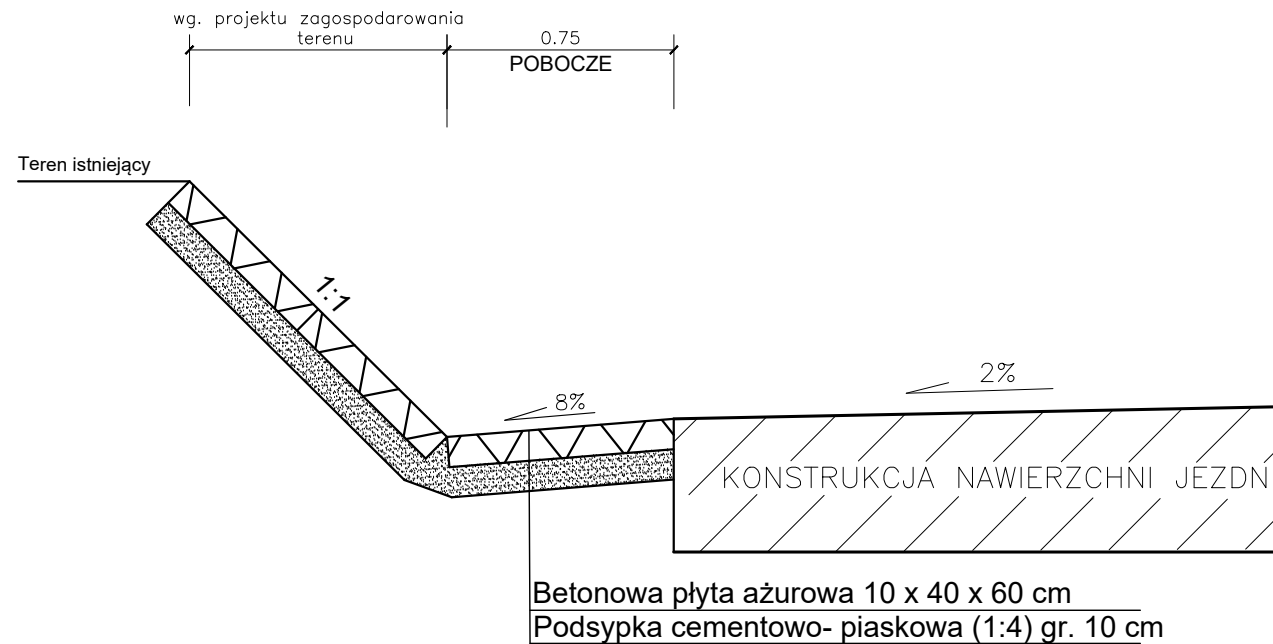 wg. projektu zagospodarowania
terenu
0.75
POBOCZE
Teren istniejący
1:1
8%
2%
KONSTRUKCJA NAWIERZCHNI JEZDN
Betonowa płyta ażurowa 10 x 40 x 60 cm
Podsypka cementowo- piaskowa (1:4) gr. 10 cm